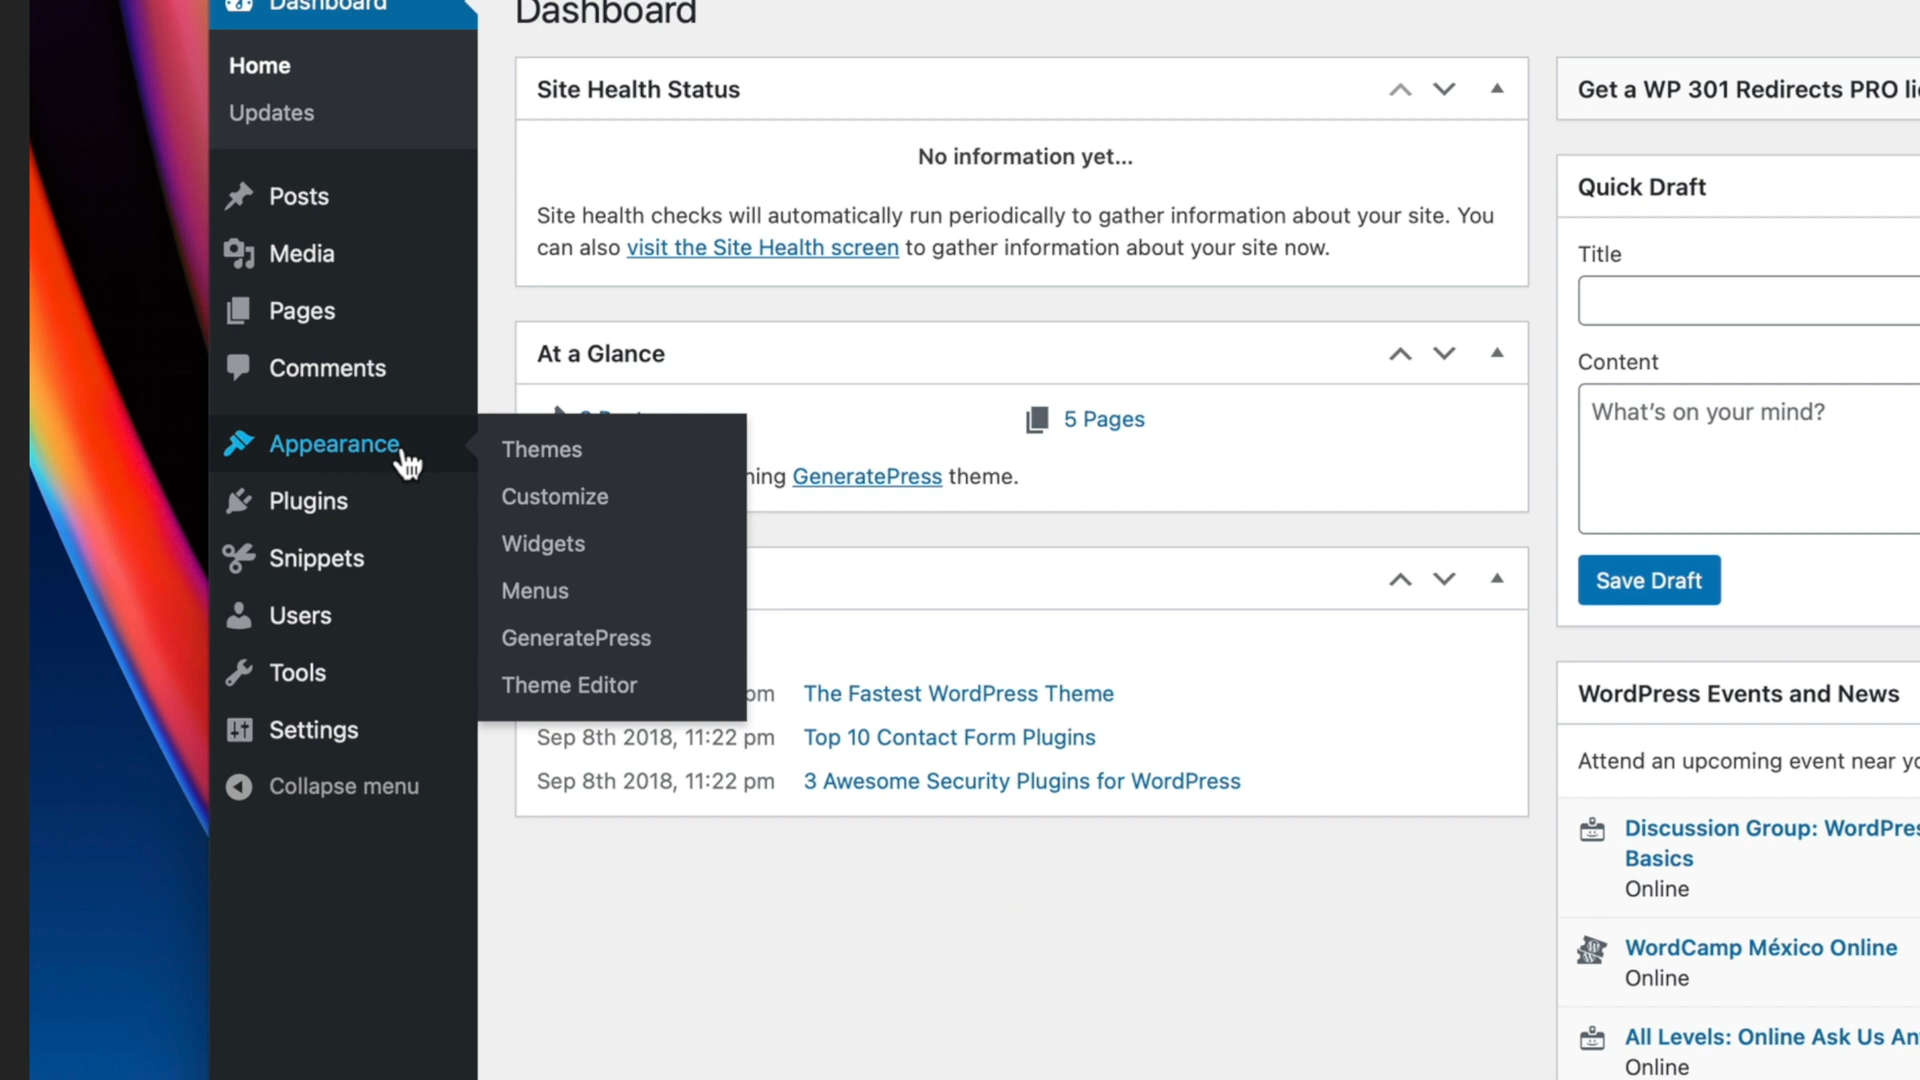 Dashboard
Home
Updates
Posts
Media
Pages
Comments
Appearance
Plugins
Snippets
Users
Tools
Settings
Collapse menu
Themes
Customize
Widgets
Menus
GeneratePress
Theme Editor
Dashboard
Site Health Status
No information yet...
Site health checks will automatically run periodically to gather information about your site. You
can also visit the Site Health screen to gather information about your site now.
At a Glance
5 Pages
GeneratePress theme.
pm The Fastest WordPress Theme
Sep 8th 2018, 11:22 pm Top 10 Contact Form Plugins
Sep 8th 2018, 11:22 pm 3 Awesome Security Plugins for WordPress
Get a WP 301 Redirects PRO
Quick Draft
Title
Content
What's on your mind?
Save Draft
WordPress Events and News
Attend an upcoming event near
Discussion Group:
Basics
Online
WordCamp México Online
Online
All Levels: Online Ask Us
Online